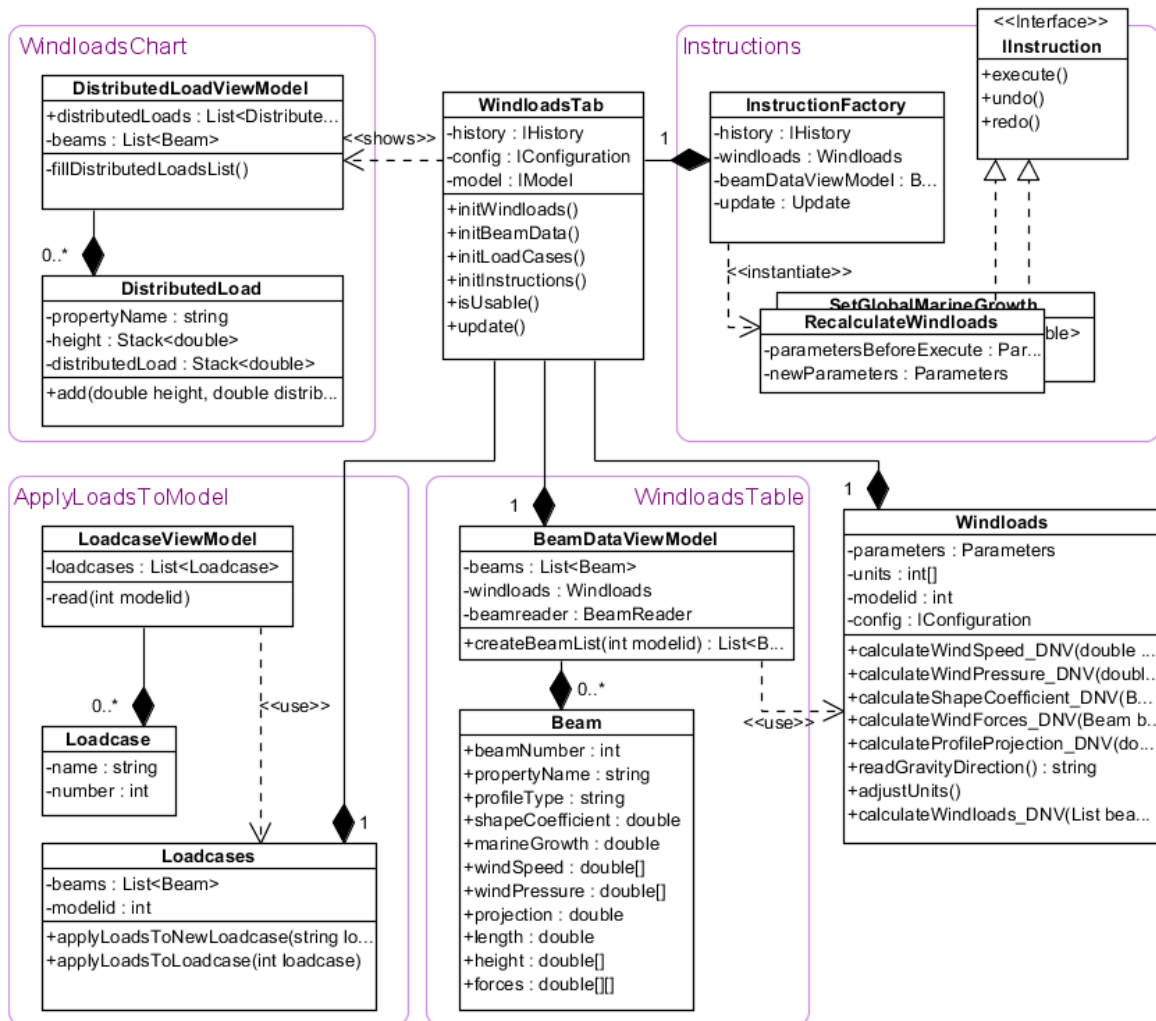 WindloadsChart
DistributedLoadViewModel
+distributedLoads : List<Distribute...
-beams : List<Beam>
-fillDistributedLoadsList()
0..*
DistributedLoad
-propertyName : string
-height : Stack<double>
-distributedLoad : Stack<double>
+add(double height, double distrib...
<<shows>>
WindloadsTab
-history : IHistory
-config : IConfiguration
-model : IModel
+initWindloads()
+initBeamData()
+initLoadCases()
+initInstructions()
+isUsable()
+update()
1
Instructions
<<Interface>>
IInstruction
+execute()
+undo()
+redo()
InstructionFactory
-history : IHistory
-windloads : Windloads
-beamDataViewModel : B...
-update : Update
<<instantiate>>
SetGlobalMarineGrowth
ble>
RecalculateWindloads
-parametersBeforeExecute : Par...
-newParameters : Parameters
ApplyLoadsToModel
LoadcaseViewModel
-loadcases : List<Loadcase>
-read(int modelid)
0..*
<<use>>
Loadcase
-name : string
-number : int
1
Loadcases
-beams : List<Beam>
-modelid : int
+applyLoadsToNewLoadcase(string lo...
+applyLoadsToLoadcase(int loadcase)
WindloadsTable
1
BeamDataViewModel
-beams : List<Beam>
-windloads : Windloads
-beamreader : BeamReader
+createBeamList(int modelid) : List<B...
0..*
<<use>>
Beam
+beamNumber : int
+propertyName : string
+profileType : string
+shapeCoefficient : double
+marineGrowth : double
+windSpeed : double[]
+windPressure : double[]
+projection : double
+length : double
+height : double[]
+forces : double[][]
1
Windloads
-parameters : Parameters
-units : int[]
-modelid : int
-config : IConfiguration
+calculateWindSpeed_DNV(double ...
+calculateWindPressure_DNV(doubl...
+calculateShapeCoefficient_DNV(B...
+calculateWindForces_DNV(Beam b...
+calculateProfileProjection_DNV(do...
+readGravityDirection() : string
+adjustUnits()
+calculateWindloads_DNV(List bea...